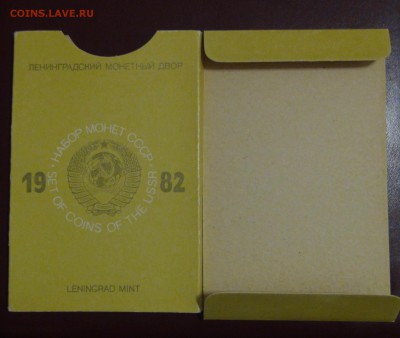 COINS.LAVE.RU
ЛЕНИНГРАДСКИЙ МОНЕТНЫЙ ДВОР
• НАБОР МОНЕТ СССР •
19 82
SET OF COINS OF THE USSR
LENINGRAD MINT